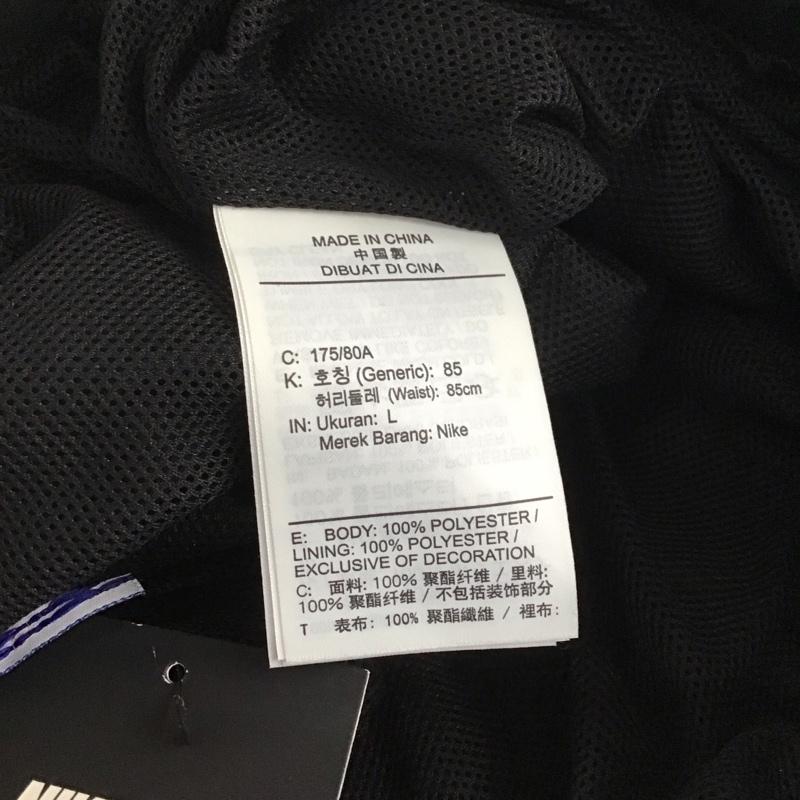 MADE IN CHINA
中国製
DIBUAT DI CINA
C: 175/80A
K: 호칭 (Generic): 85
허리둘레 (Waist): 85cm
IN: Ukuran: L
Merek Barang: Nike
E: BODY: 100% POLYESTER /
LINING: 100% POLYESTER /
EXCLUSIVE OF DECORATION
C: 面料: 100% 聚酯纤维 / 里料:
100% 聚酯纤维 / 不包括装饰部分
T 表布: 100% 聚酯纖維 / 裡布: